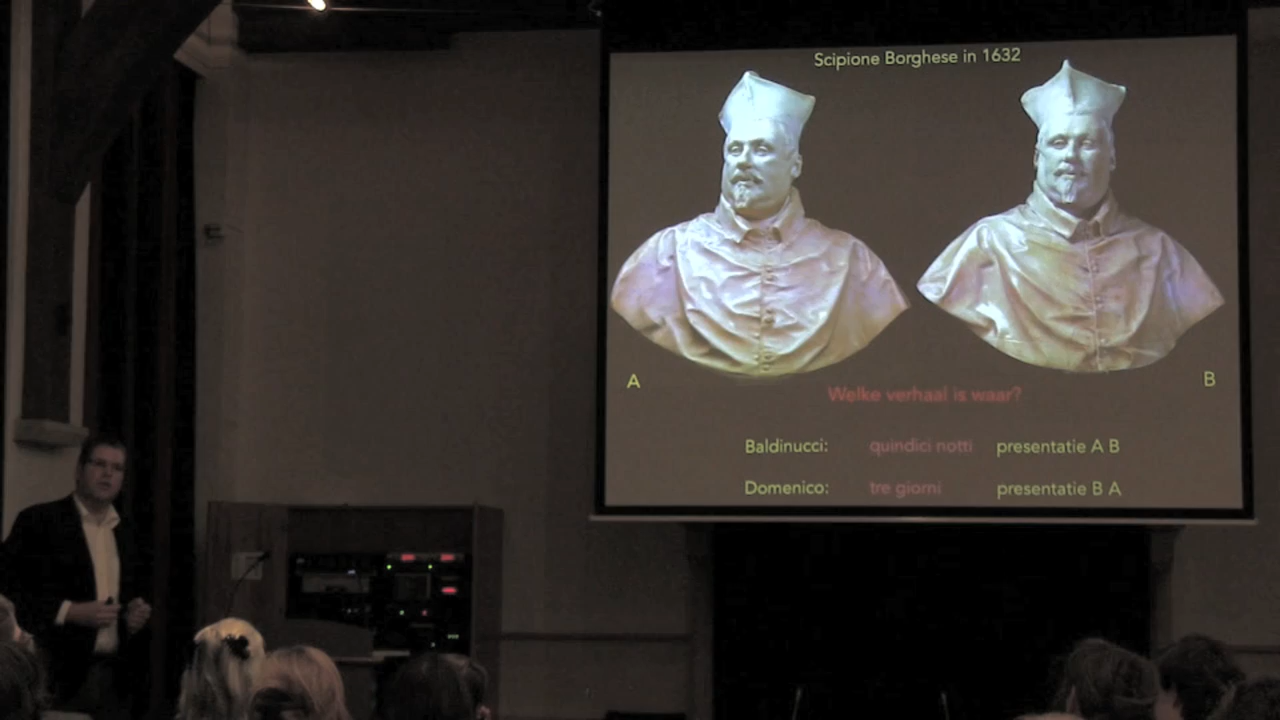 Scipione Borghese in 1632
A
B
Welke verhaal is waar?
Baldinucci: quindici notti presentatie A B
Domenico: tre giorni presentatie B A